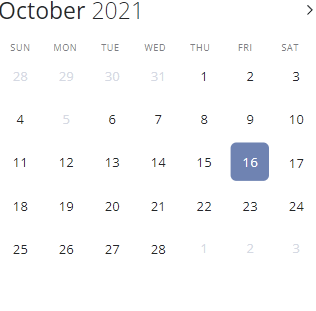 October 2021
SUN MON TUE WED THU FRI SAT
28 29 30 31 1 2 3
4 5 6 7 8 9 10
11 12 13 14 15 16 17
18 19 20 21 22 23 24
25 26 27 28 1 2 3